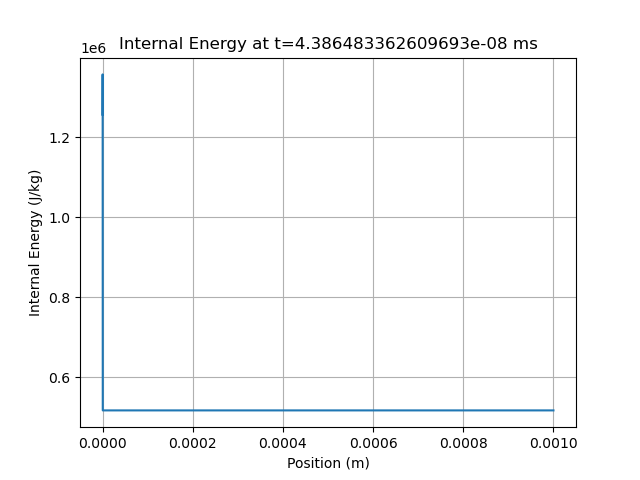 Internal Energy at t=4.386483362609693e-08 ms
1e6
Internal Energy (J/kg)
1.2
1.0
0.8
0.6
0.0000 0.0002 0.0004 0.0006 0.0008 0.0010
Position (m)